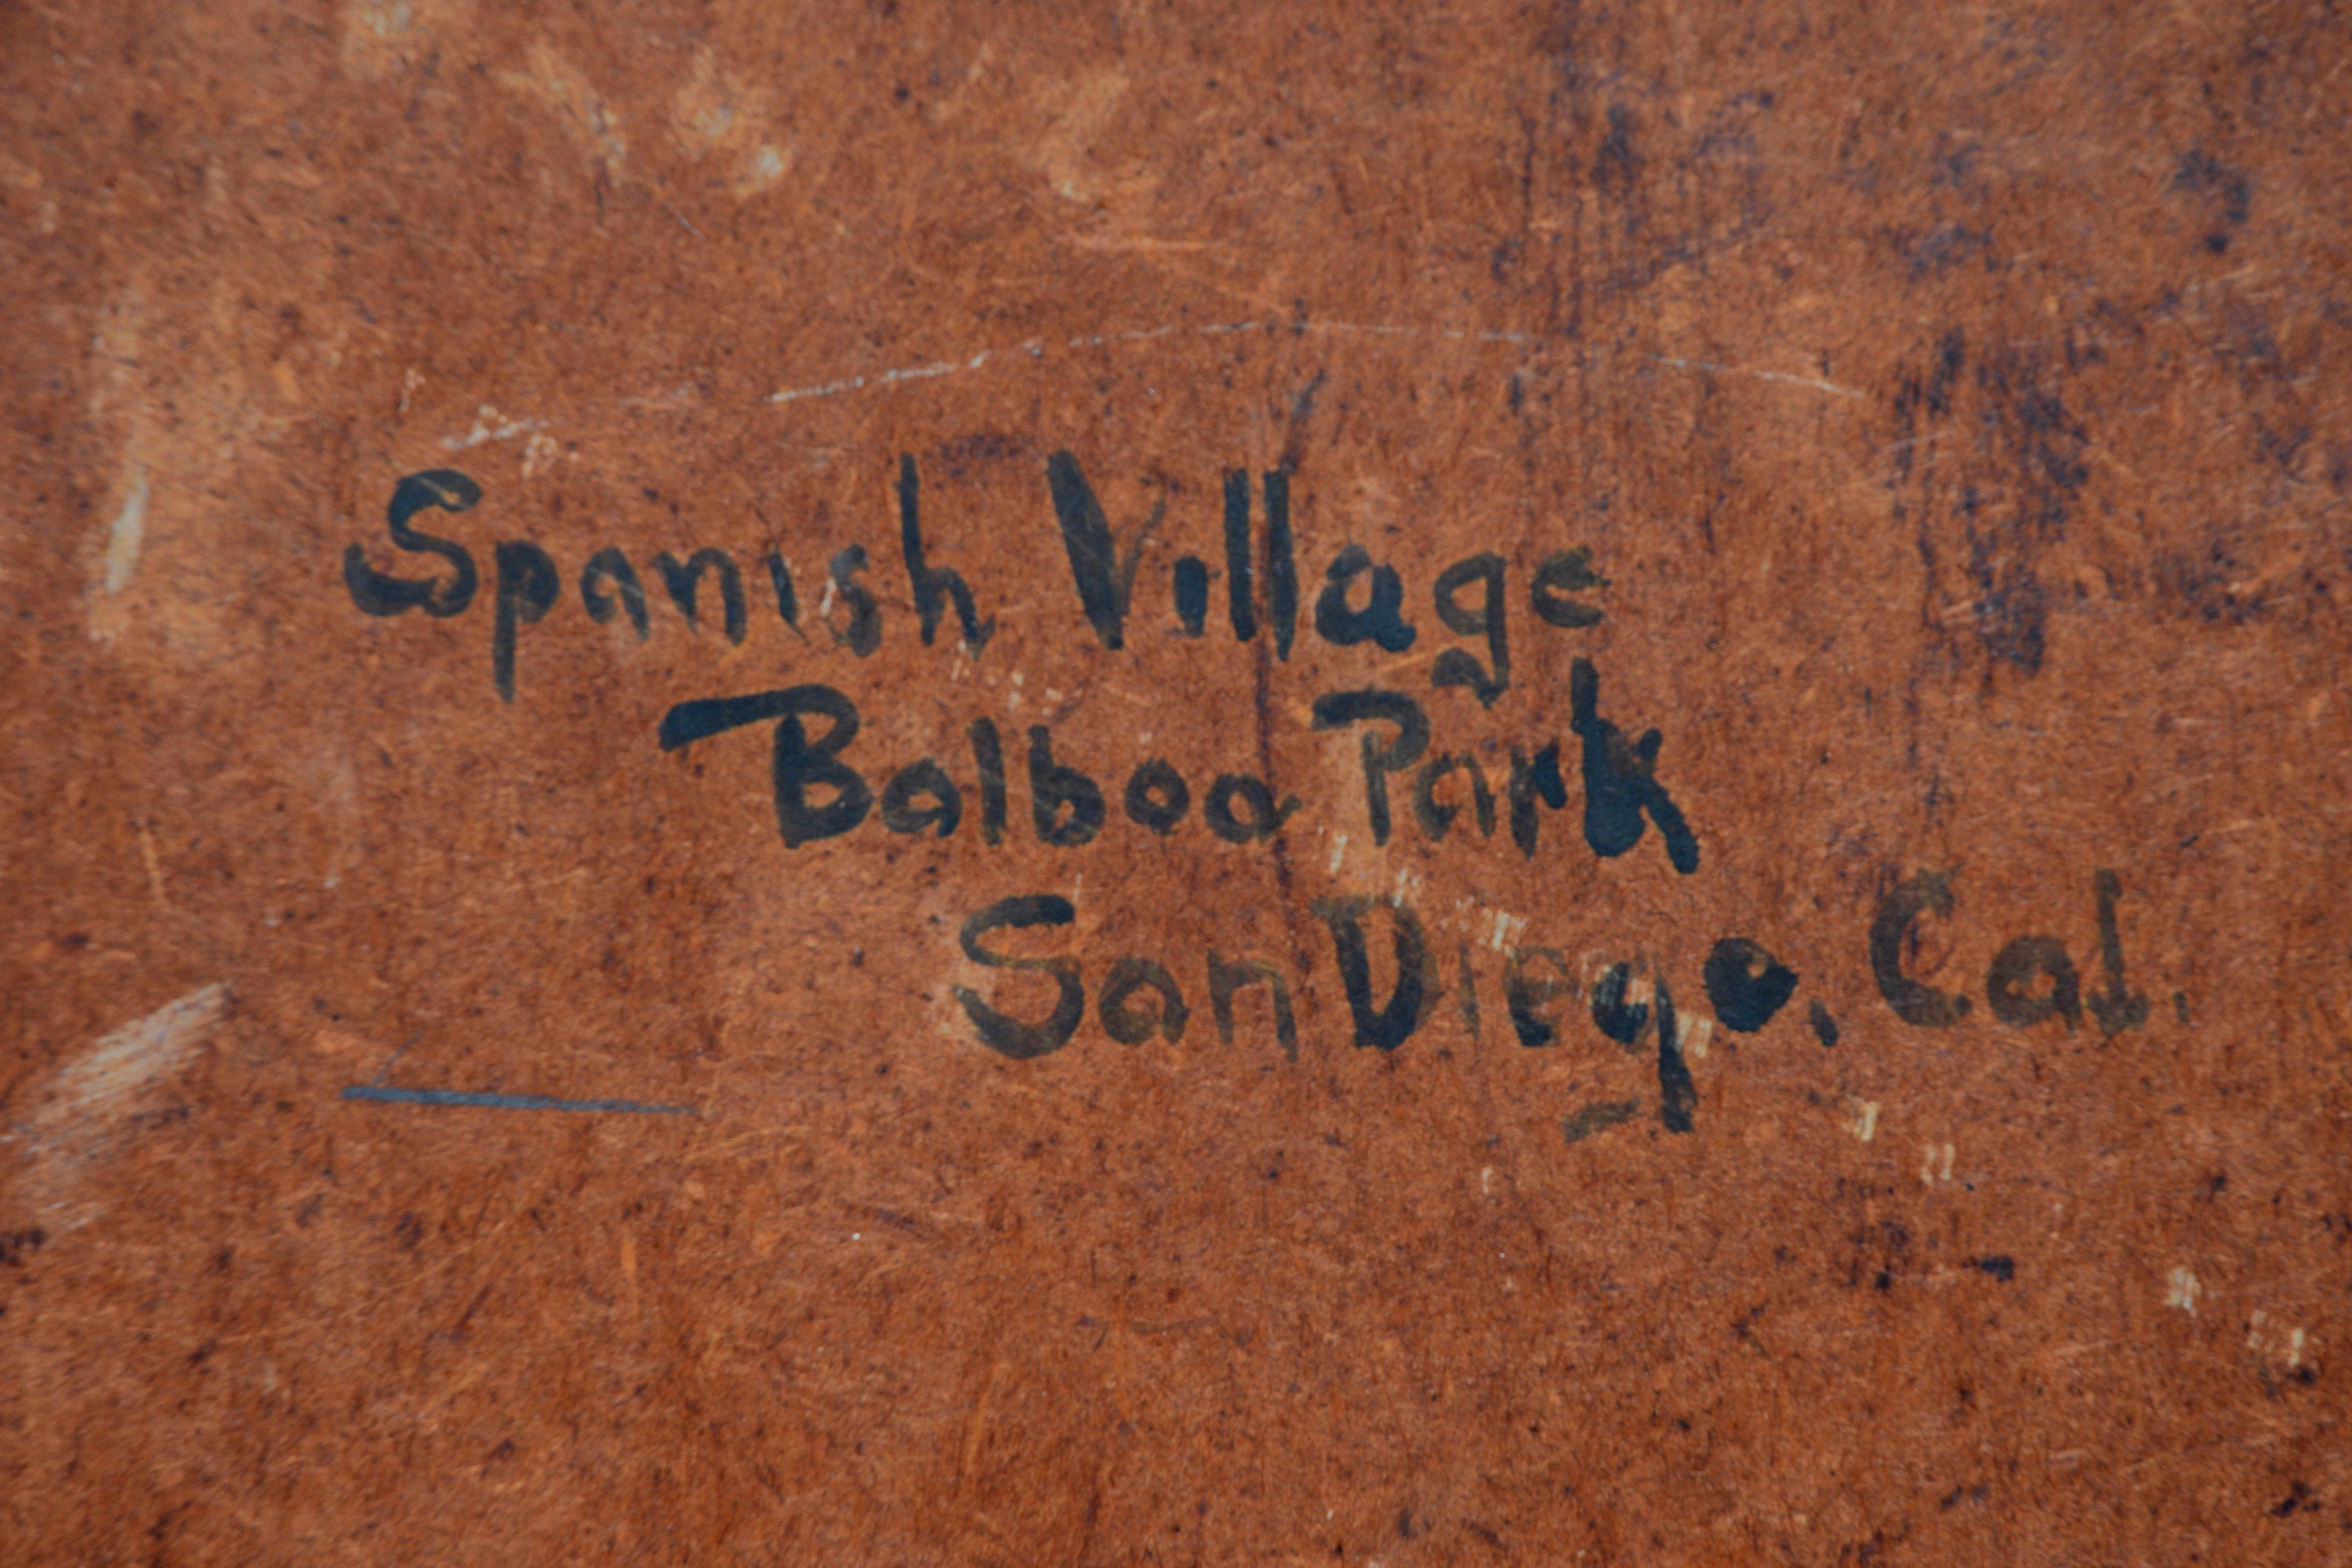 Spanish Village
Balboa Park
San Diego, Cal.